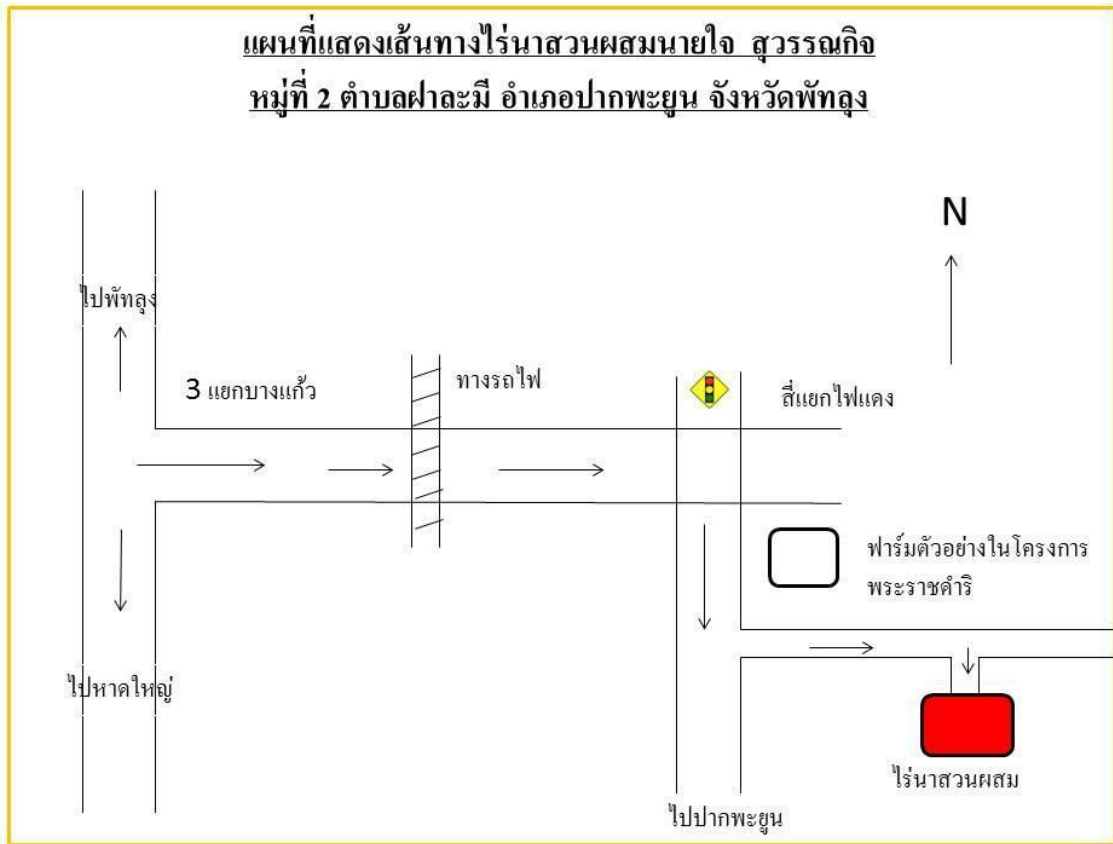 แผนที่แสดงเส้นทางไร่นาสวนผสมนายใจ สุวรรณกิจ
หมู่ที่ 2 ตำบลฝาละมี อำเภอปากพะยูน จังหวัดพัทลุง
N
ไปพัทลุง
3 แยกบางแก้ว
ทางรถไฟ
สี่แยกไฟแดง
ฟาร์มตัวอย่างในโครงการ
พระราชดำริ
ไปหาดใหญ่
ไร่นาสวนผสม
ไปปากพะยูน